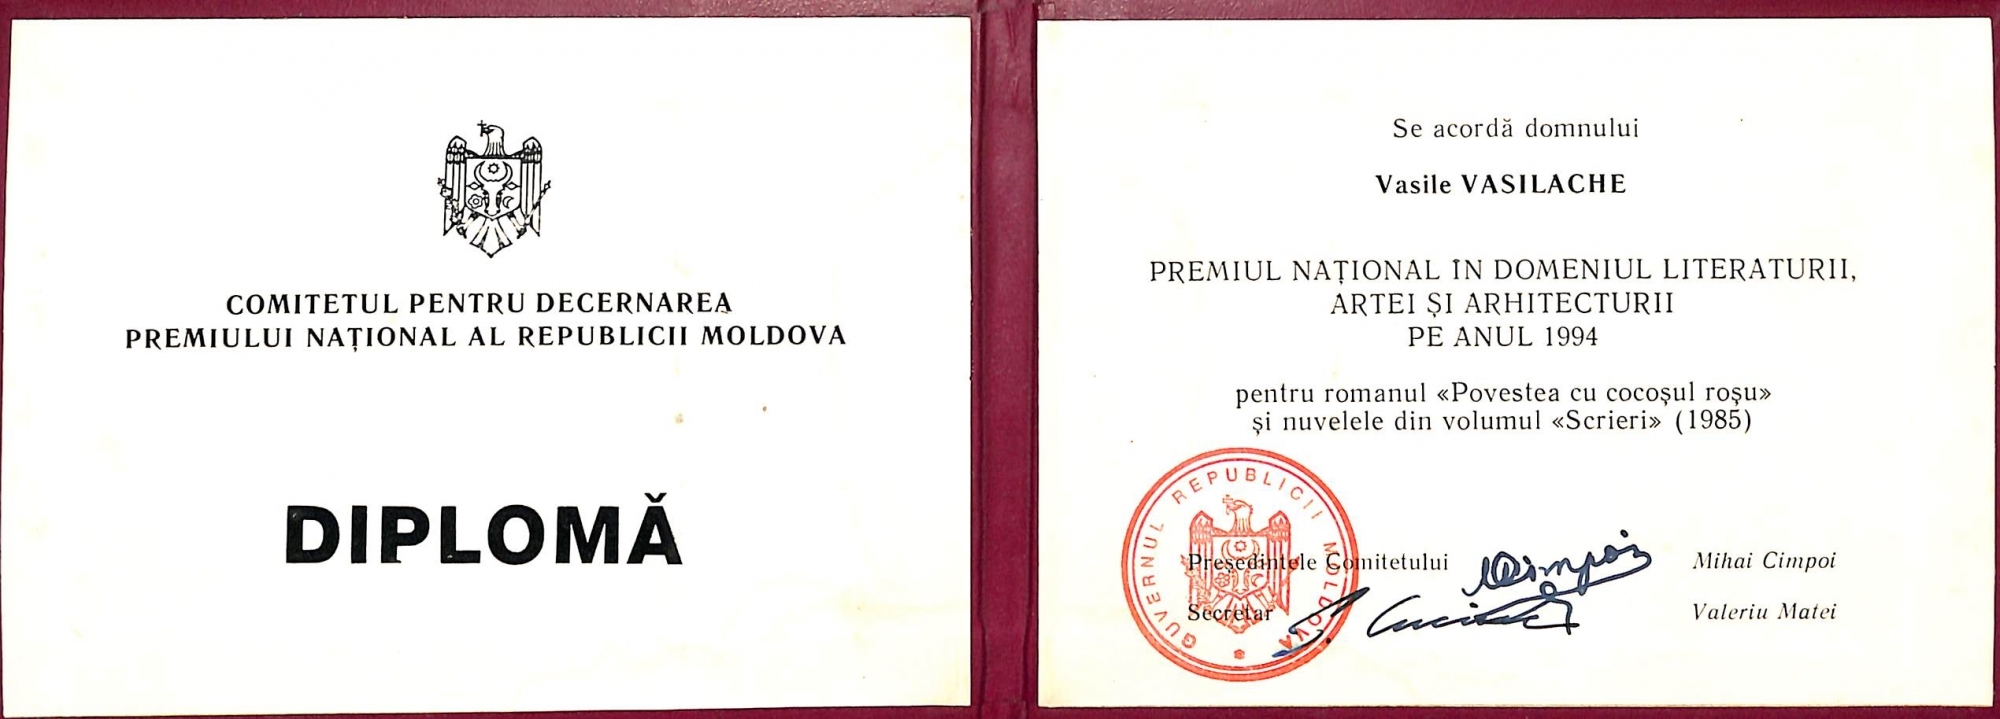 COMITETUL PENTRU DECERNAREA
PREMIULUI NAȚIONAL AL REPUBLICII MOLDOVA
DIPLOMĂ
Se acordă domnului
Vasile VASILACHE
PREMIUL NAȚIONAL ÎN DOMENIUL LITERATURII,
ARTEI ȘI ARHITECTURII
PE ANUL 1994
pentru romanul «Povestea cu cocoșul roșu»
și nuvelele din volumul «Scrieri» (1985)
GUVERNUL REPUBLICII MOLDOVA
Președintele Comitetului Cimpoi Mihai Cimpoi
Secretar Valeriu Matei